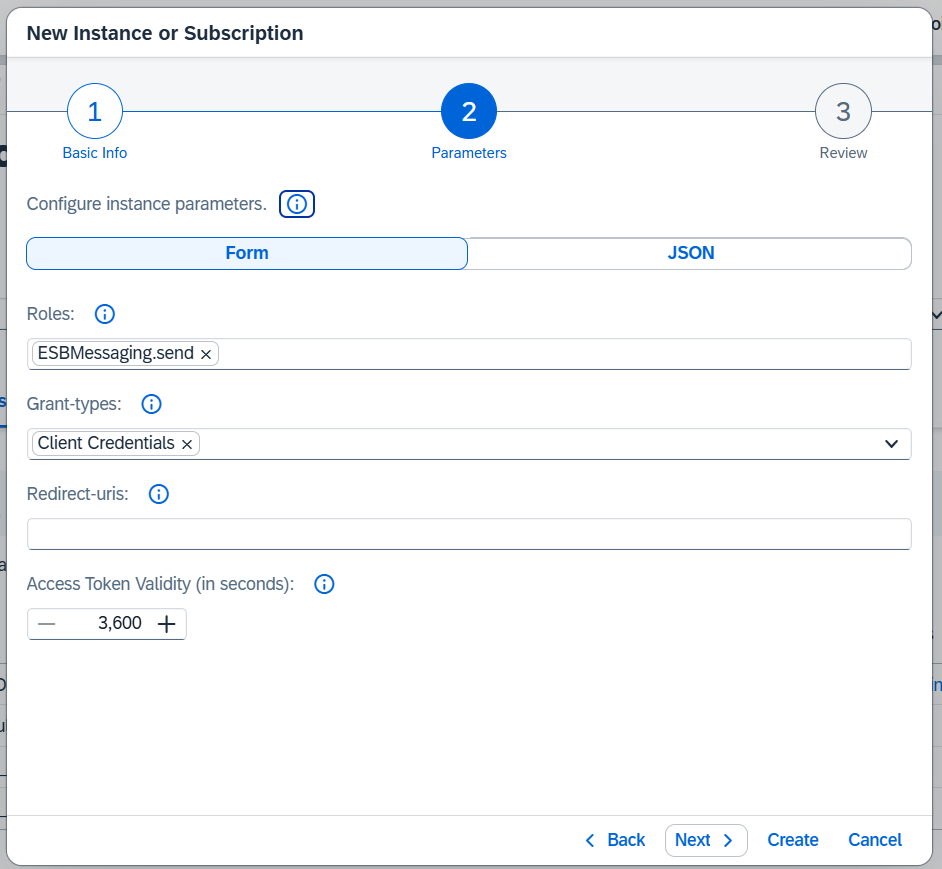 New Instance or Subscription
1
2
3
Basic Info
Parameters
Review
Configure instance parameters.
Form
JSON
Roles:
ESBMessaging.send
Grant-types:
Client Credentials
Redirect-uris:
Access Token Validity (in seconds):
3,600
Back
Next
Create
Cancel